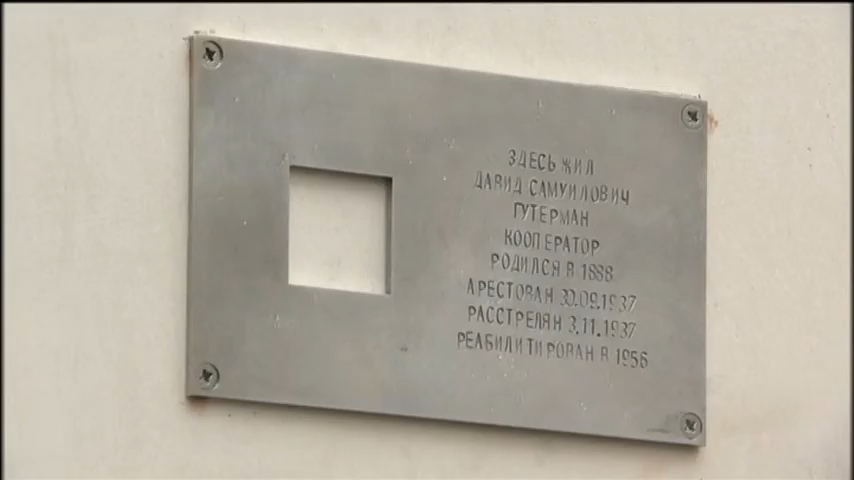 ЗДЕСЬ ЖИЛ
ДАВИД САМУИЛОВИЧ
ГУТЕРМАН
КООПЕРАТОР
РОДИЛСЯ В 1888
АРЕСТОВАН 30.09.1937
РАССТРЕЛЯН 3.11.1937
РЕАБИЛИТИРОВАН В 1956